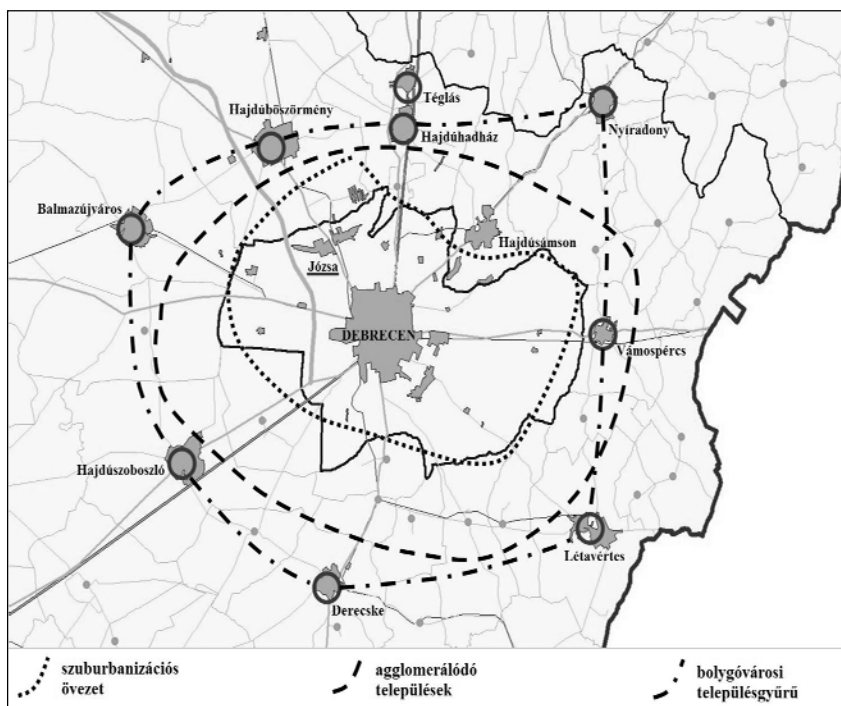 Téglás
Hajdúböszörmény
Hajdúhadház
Nyíradony
Balmazújváros
Hajdúsámson
Józsa
DEBRECEN
Vámospércs
Hajdúszoboszló
Létavértes
Derecske
szuburbanizációs
övezet
agglomerálódó
települések
bolygóvárosi
településgyűrű